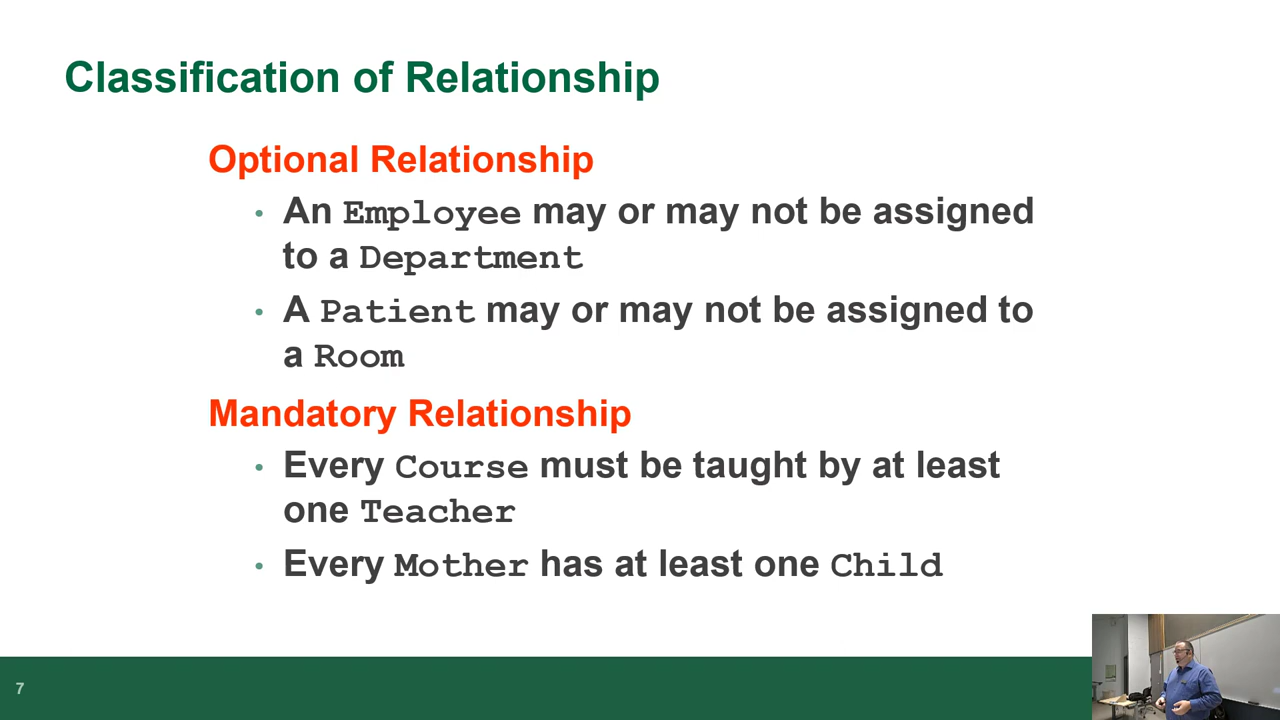 Classification of Relationship
Optional Relationship
• An Employee may or may not be assigned
to a Department
• A Patient may or may not be assigned to
a Room
Mandatory Relationship
• Every Course must be taught by at least
one Teacher
• Every Mother has at least one Child
7